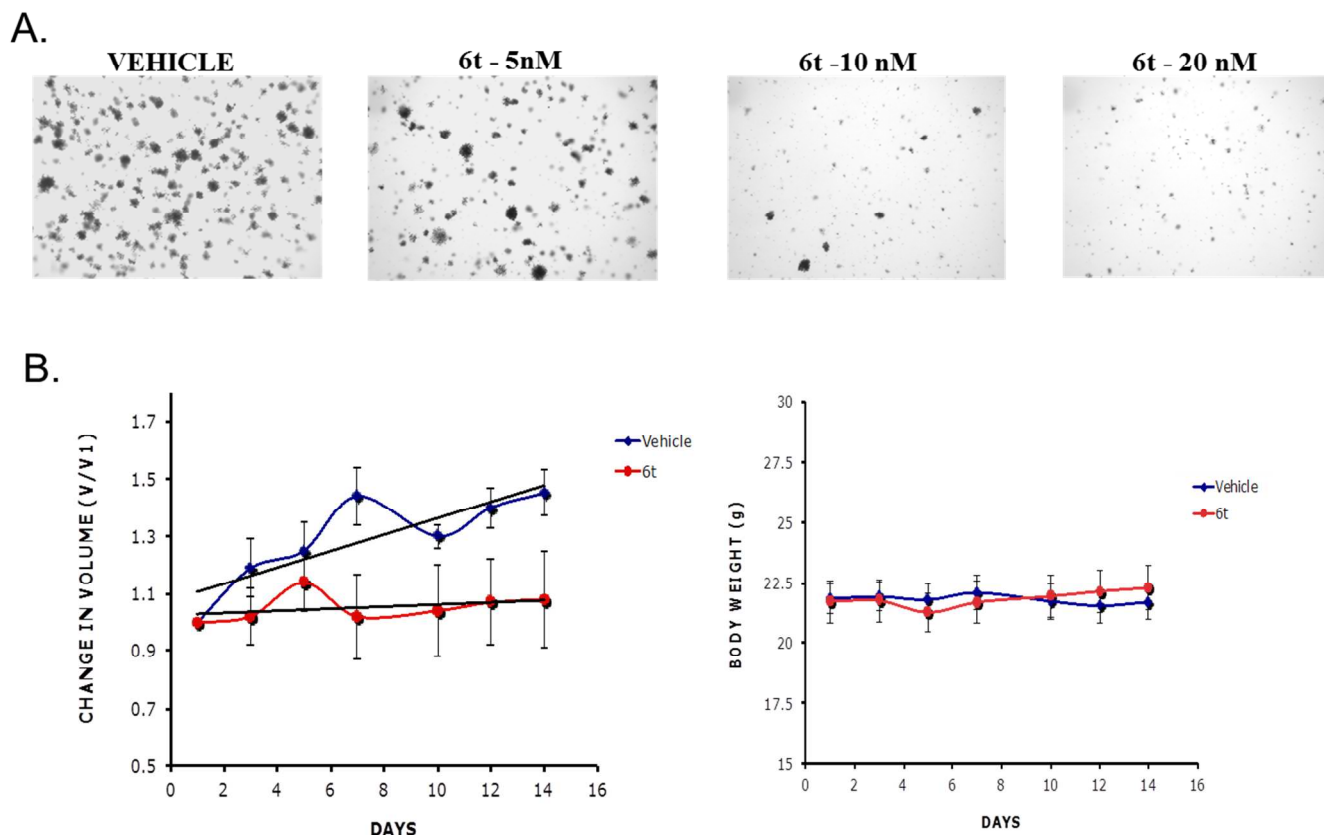 A.
VEHICLE
6t - 5nM
6t -10 nM
6t - 20 nM
B.
CHANGE IN VOLUME (V/V1)
1.7
1.5
1.3
1.1
0.9
0.7
0.5
0 2 4 6 8 10 12 14 16
DAYS
Vehicle
6t
BODY WEIGHT (g)
30
27.5
25
22.5
20
17.5
15
0 2 4 6 8 10 12 14 16
DAYS
Vehicle
6t